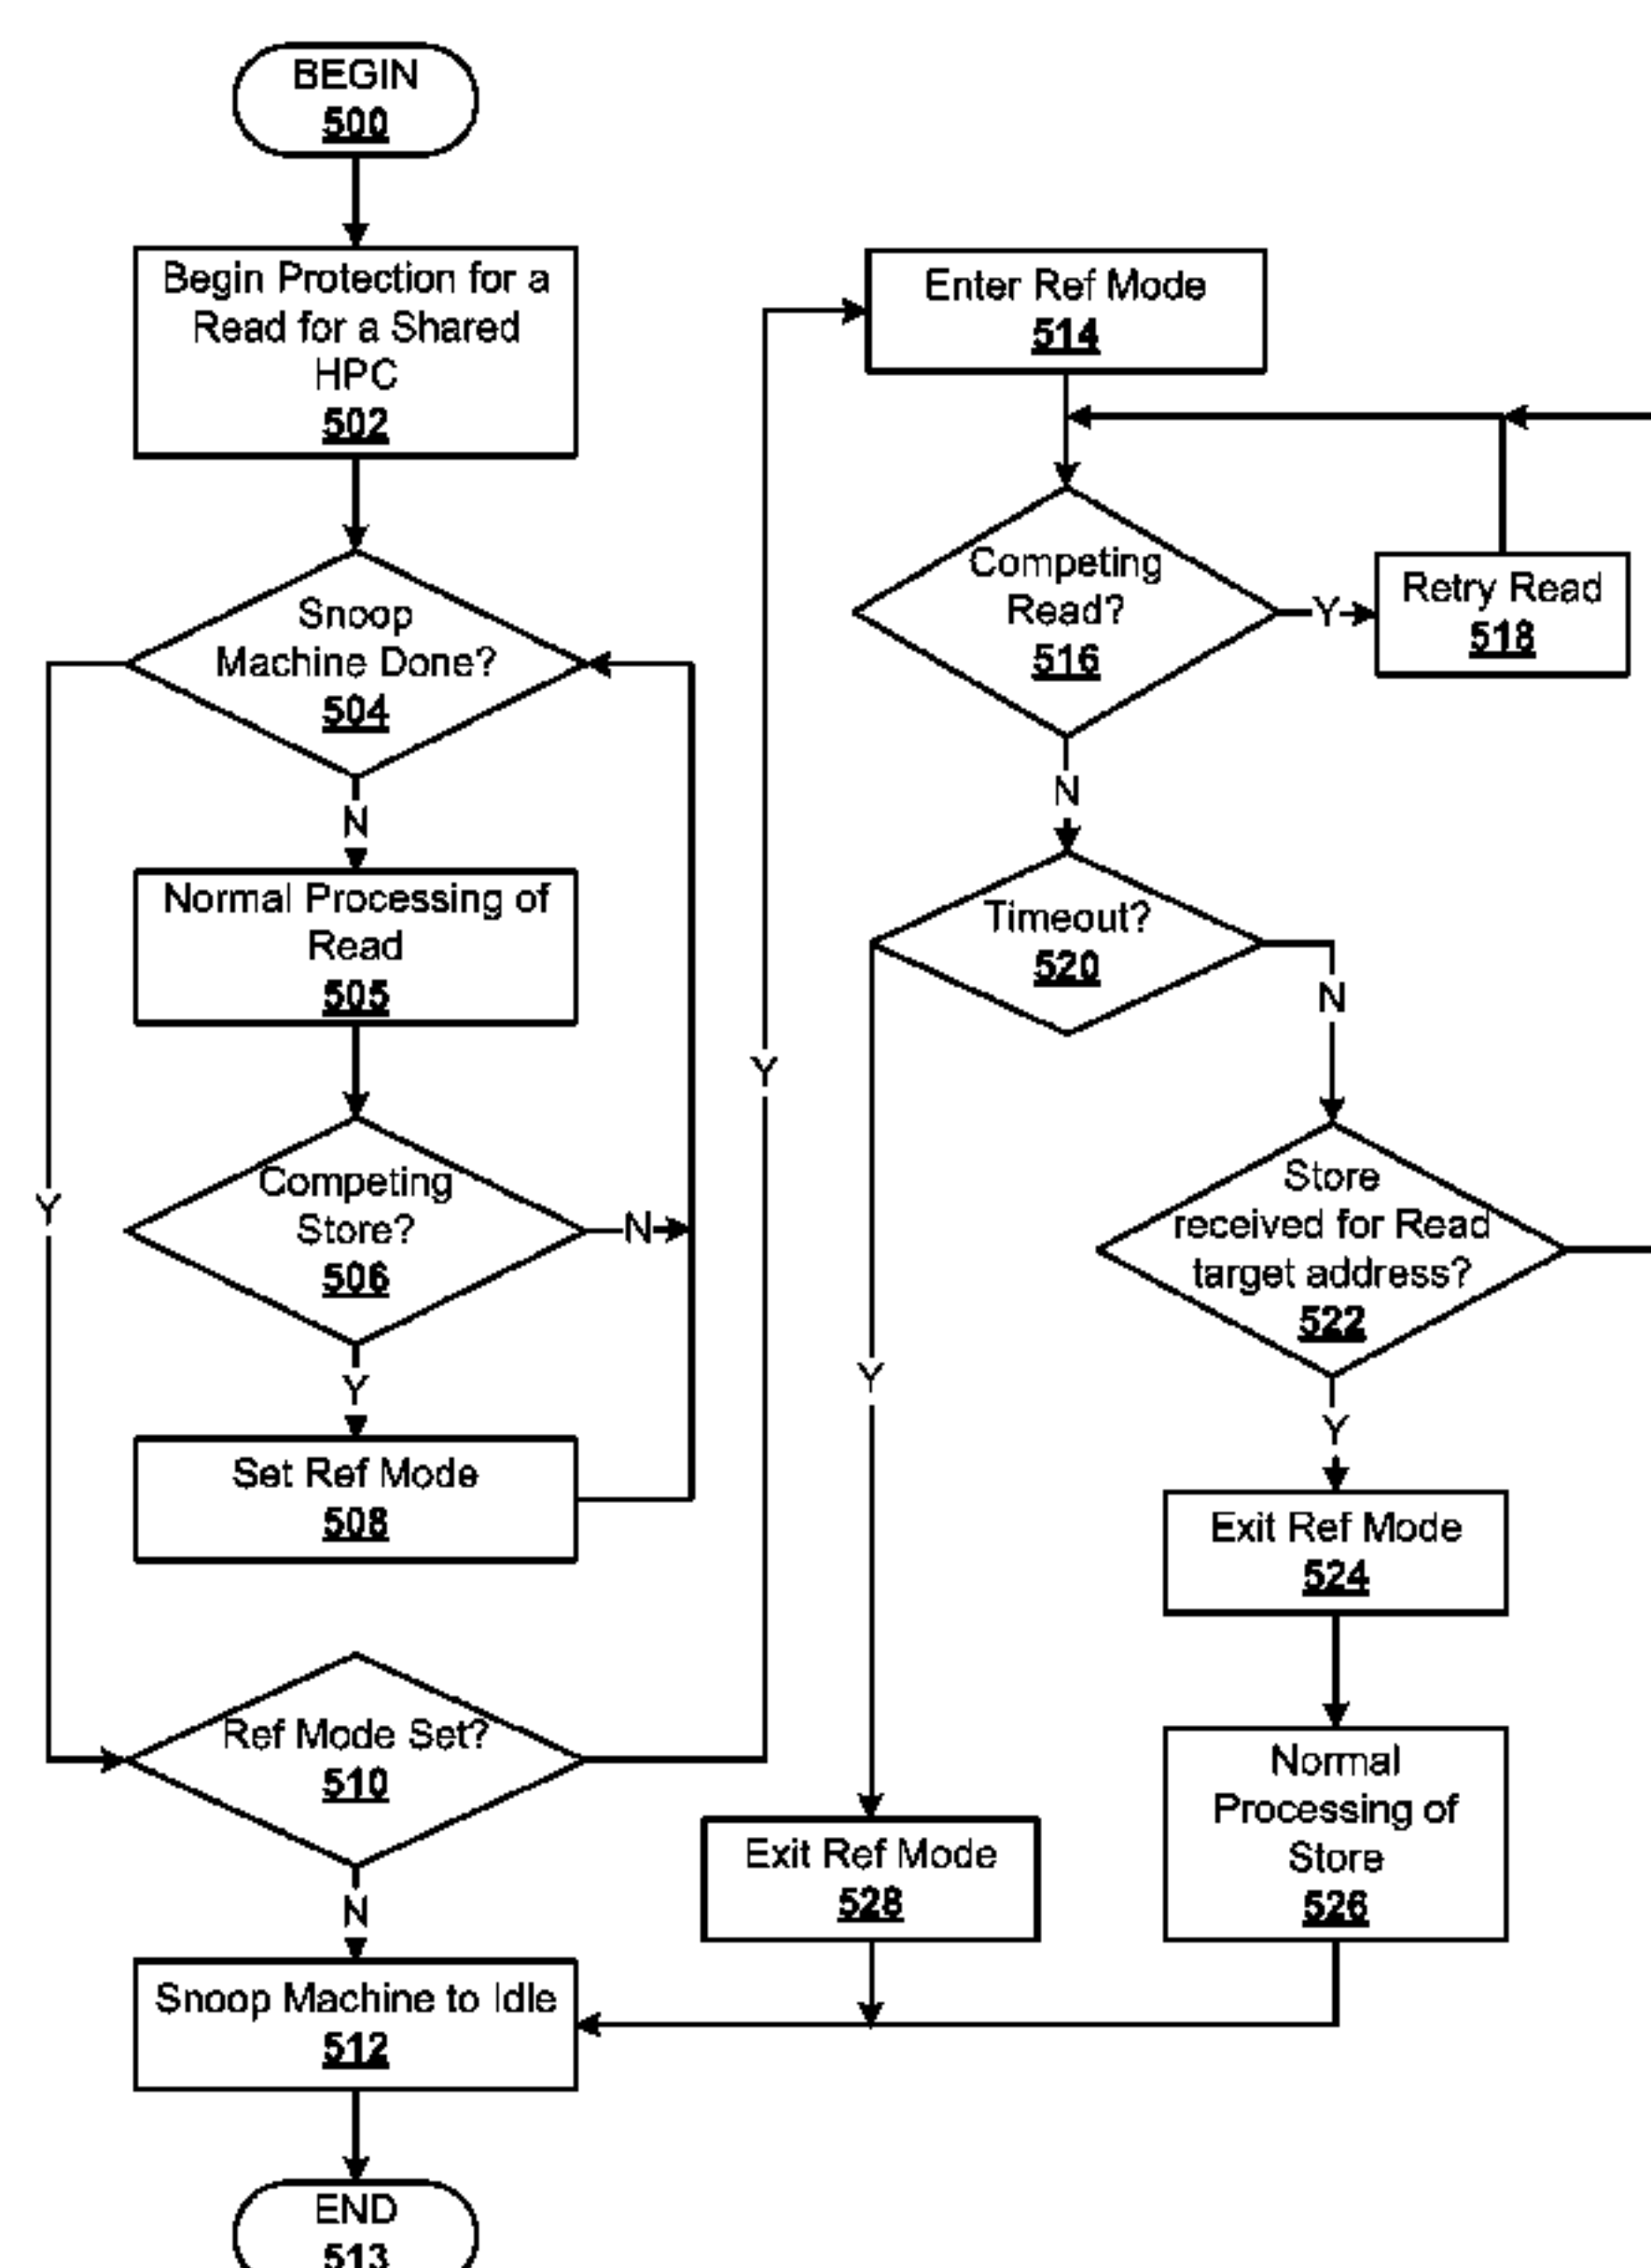 BEGIN
500
Begin Protection for a
Read for a Shared
HPC
502
Snoop
Machine Done?
504
N
Y
Normal Processing of
Read
505
Competing
Store?
506
N
Y
Set Ref Mode
508
Ref Mode Set?
510
Y
N
Snoop Machine to Idle
512
END
513
Enter Ref Mode
514
Competing
Read?
516
Y
Retry Read
518
N
Timeout?
520
N
Y
Store
received for Read
target address?
522
Y
Exit Ref Mode
524
Normal
Processing of
Store
526
Exit Ref Mode
528